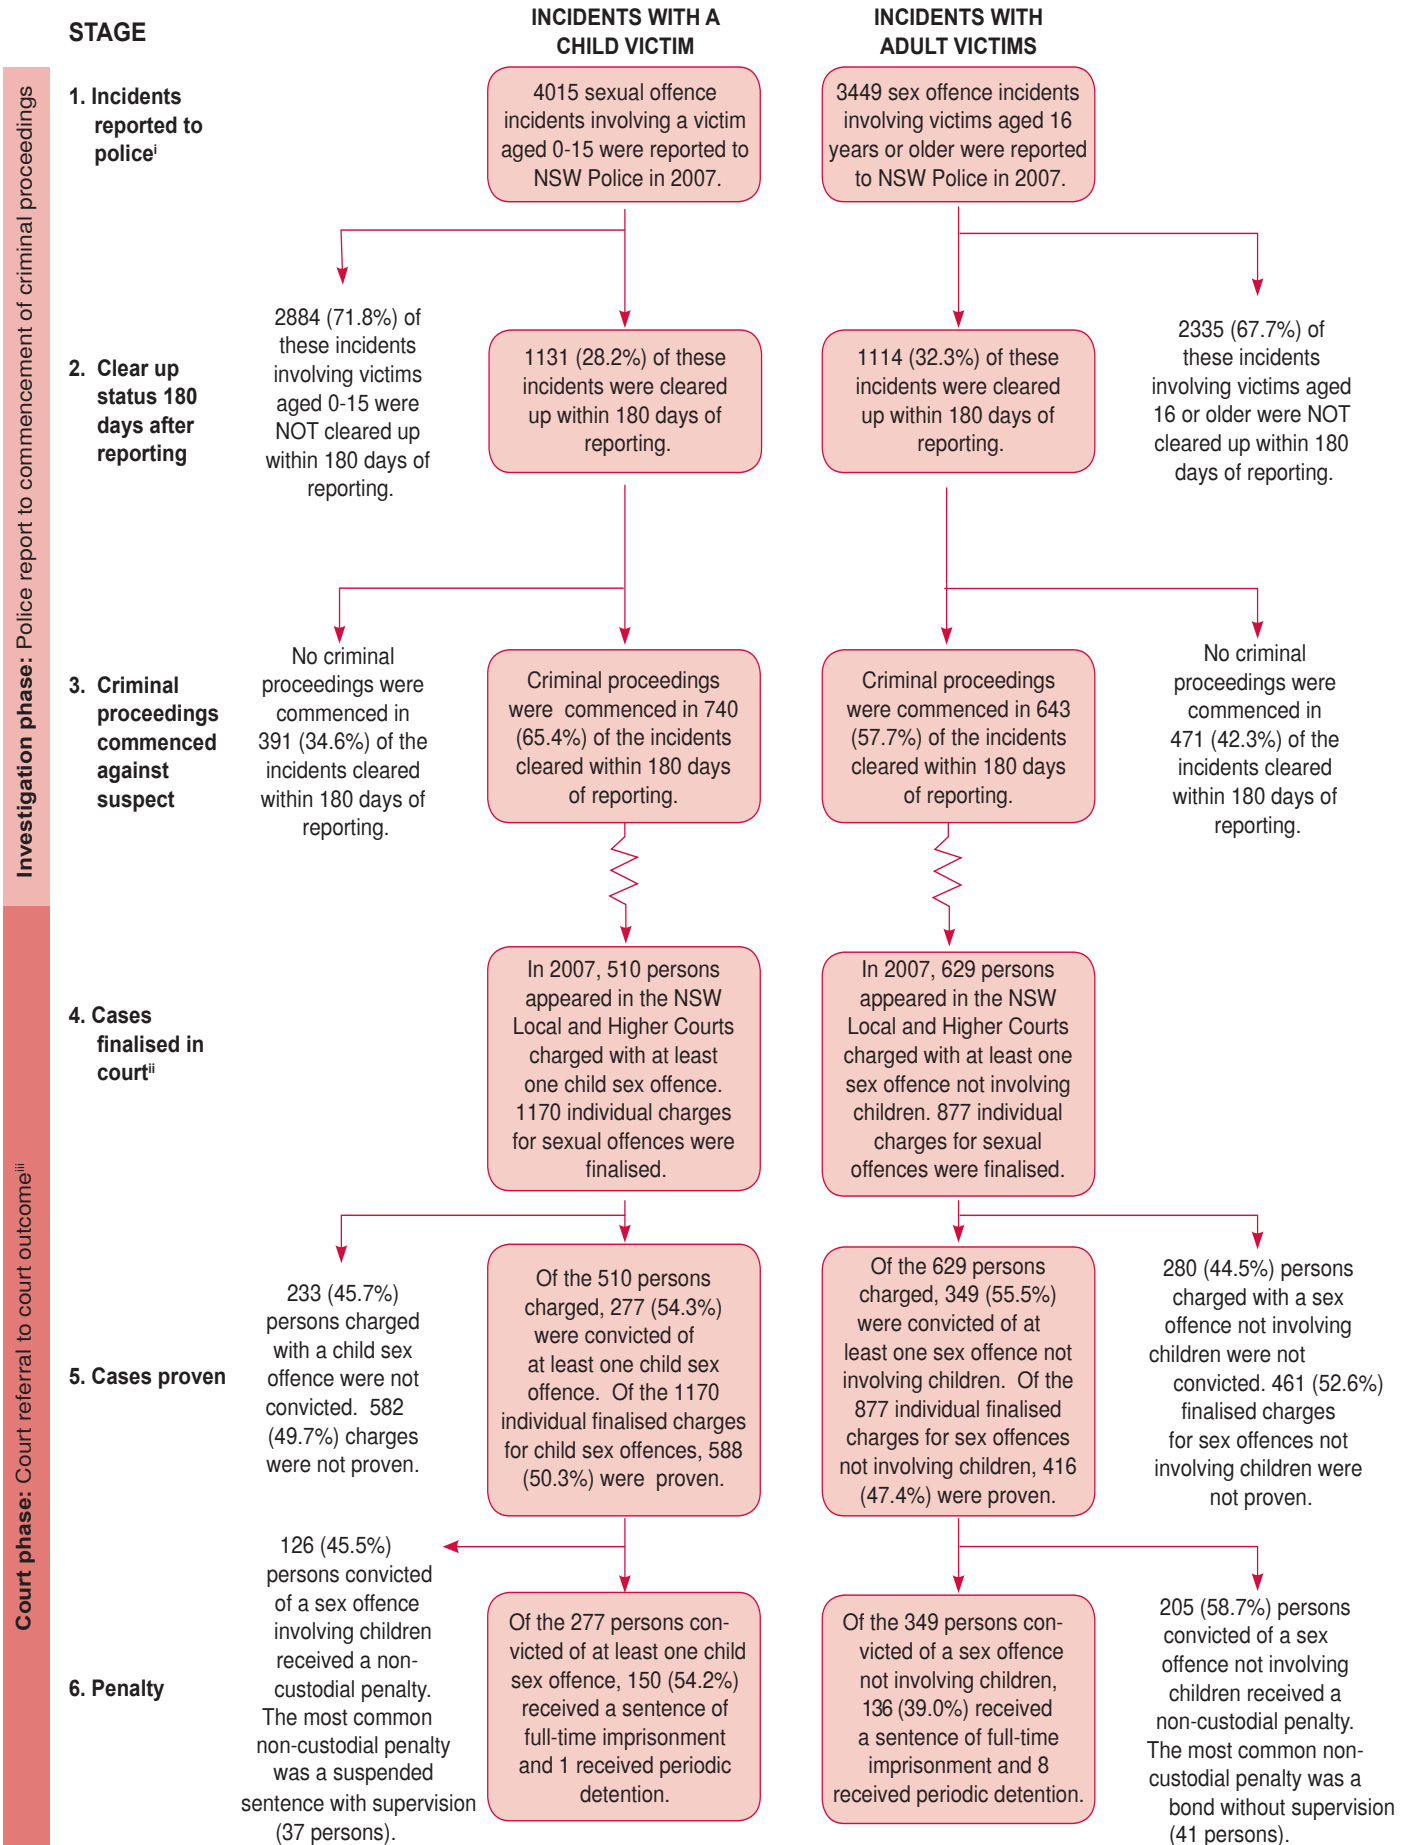 STAGE
INCIDENTS WITH A
CHILD VICTIM
INCIDENTS WITH
ADULT VICTIMS
Investigation phase: Police report to commencement of criminal proceedings
1. Incidents
reported to
policeⁱ
4015 sexual offence
incidents involving a victim
aged 0-15 were reported to
NSW Police in 2007.
3449 sex offence incidents
involving victims aged 16
years or older were reported
to NSW Police in 2007.
2. Clear up
status 180
days after
reporting
2884 (71.8%) of
these incidents
involving victims
aged 0-15 were
NOT cleared up
within 180 days of
reporting.
1131 (28.2%) of these
incidents were cleared
up within 180 days of
reporting.
1114 (32.3%) of these
incidents were cleared
up within 180 days of
reporting.
2335 (67.7%) of
these incidents
involving victims aged
16 or older were NOT
cleared up within 180
days of reporting.
3. Criminal
proceedings
commenced
against
suspect
No criminal
proceedings were
commenced in
391 (34.6%) of the
incidents cleared
within 180 days of
reporting.
Criminal proceedings
were commenced in 740
(65.4%) of the incidents
cleared within 180 days
of reporting.
Criminal proceedings
were commenced in 643
(57.7%) of the incidents
cleared within 180 days
of reporting.
No criminal
proceedings were
commenced in
471 (42.3%) of the
incidents cleared
within 180 days of
reporting.
Court phase: Court referral to court outcomeⁱⁱⁱ
4. Cases
finalised in
courtⁱⁱ
In 2007, 510 persons
appeared in the NSW
Local and Higher Courts
charged with at least
one child sex offence.
1170 individual charges
for sexual offences were
finalised.
In 2007, 629 persons
appeared in the NSW
Local and Higher Courts
charged with at least one
sex offence not involving
children. 877 individual
charges for sexual
offences were finalised.
5. Cases proven
233 (45.7%)
persons charged
with a child sex
offence were not
convicted. 582
(49.7%) charges
were not proven.
Of the 510 persons
charged, 277 (54.3%)
were convicted of
at least one child sex
offence. Of the 1170
individual finalised charges
for child sex offences, 588
(50.3%) were proven.
Of the 629 persons
charged, 349 (55.5%)
were convicted of at
least one sex offence not
involving children. Of the
877 individual finalised
charges for sex offences
not involving children, 416
(47.4%) were proven.
280 (44.5%) persons
charged with a sex
offence not involving
children were not
convicted. 461 (52.6%)
finalised charges
for sex offences not
involving children were
not proven.
6. Penalty
126 (45.5%)
persons convicted
of a sex offence
involving children
received a non-
custodial penalty.
The most common
non-custodial penalty
was a suspended
sentence with supervision
(37 persons).
Of the 277 persons con-
victed of at least one child
sex offence, 150 (54.2%)
received a sentence of
full-time imprisonment
and 1 received periodic
detention.
Of the 349 persons con-
victed of a sex offence
not involving children,
136 (39.0%) received
a sentence of full-time
imprisonment and 8
received periodic detention.
205 (58.7%) persons
convicted of a sex
offence not involving
children received a
non-custodial penalty.
The most common non-
custodial penalty was a
bond without supervision
(41 persons).